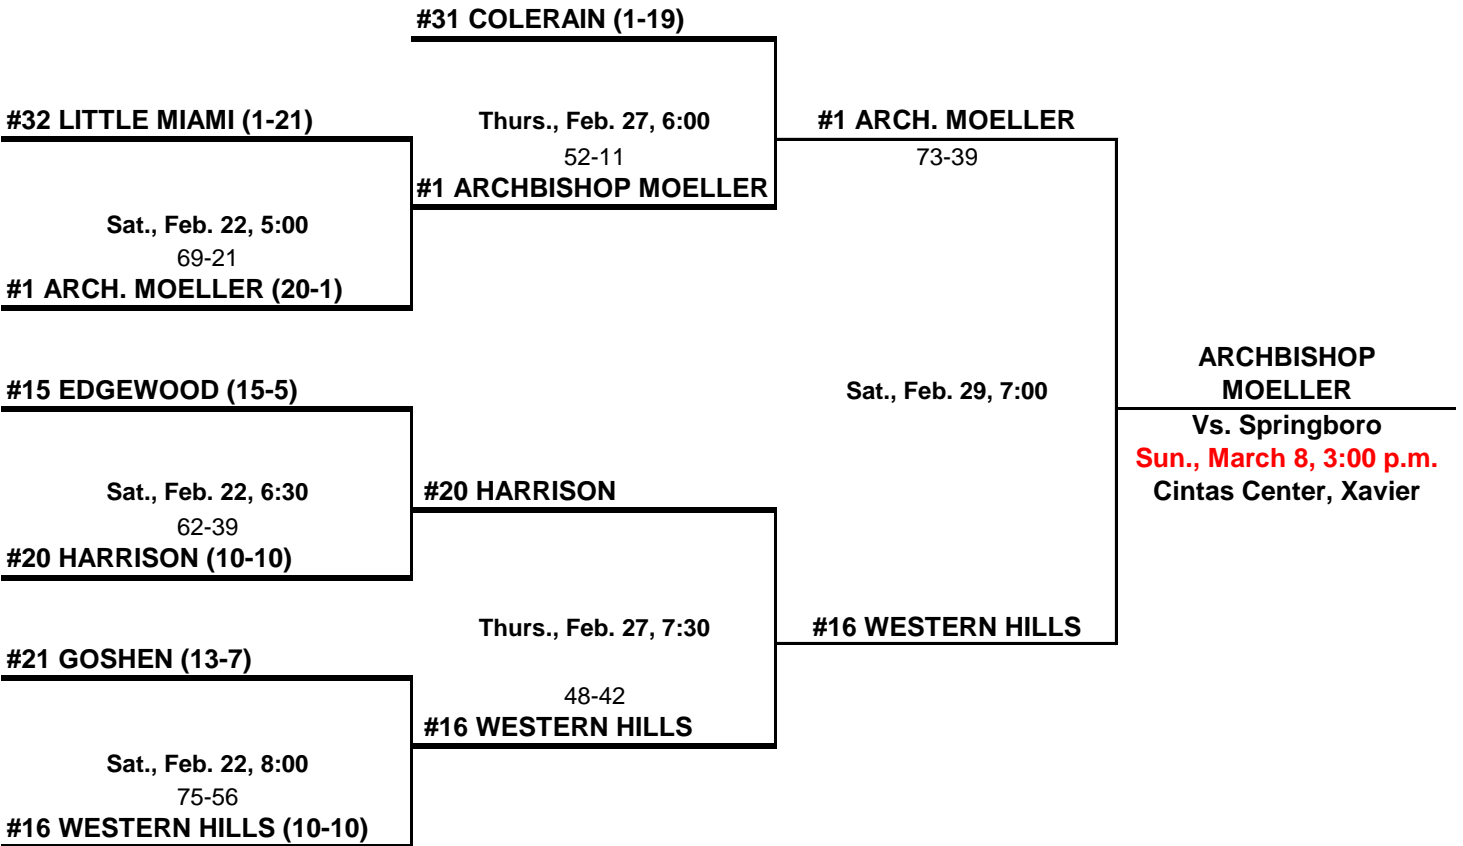 #31 COLERAIN (1-19)
#32 LITTLE MIAMI (1-21)
Thurs., Feb. 27, 6:00
#1 ARCH. MOELLER
52-11
73-39
#1 ARCHBISHOP MOELLER
Sat., Feb. 22, 5:00
69-21
#1 ARCH. MOELLER (20-1)
ARCHBISHOP
MOELLER
#15 EDGEWOOD (15-5)
Sat., Feb. 29, 7:00
Vs. Springboro
Sun., March 8, 3:00 p.m.
Cintas Center, Xavier
Sat., Feb. 22, 6:30
#20 HARRISON
62-39
#20 HARRISON (10-10)
Thurs., Feb. 27, 7:30
#16 WESTERN HILLS
#21 GOSHEN (13-7)
48-42
#16 WESTERN HILLS
Sat., Feb. 22, 8:00
75-56
#16 WESTERN HILLS (10-10)